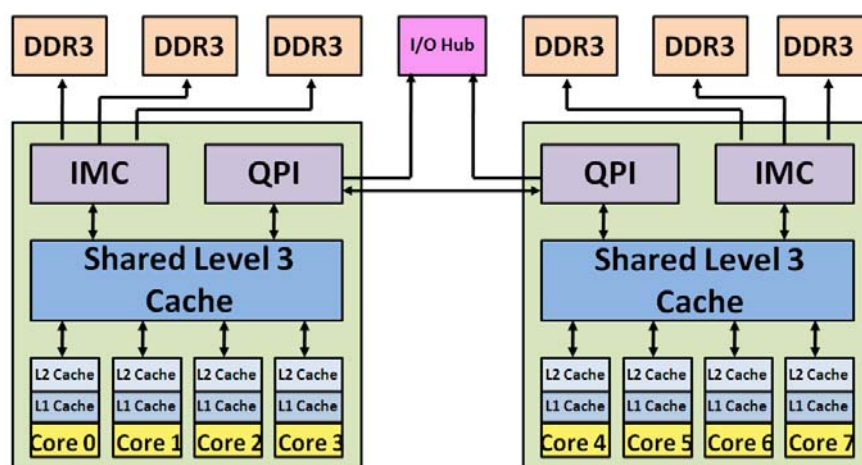 DDR3
DDR3
DDR3
I/O Hub
DDR3
DDR3
DDR3
IMC
QPI
QPI
IMC
Shared Level 3
Cache
Shared Level 3
Cache
L2 Cache
L2 Cache
L2 Cache
L2 Cache
L2 Cache
L2 Cache
L2 Cache
L2 Cache
L1 Cache
L1 Cache
L1 Cache
L1 Cache
L1 Cache
L1 Cache
L1 Cache
L1 Cache
Core 0
Core 1
Core 2
Core 3
Core 4
Core 5
Core 6
Core 7